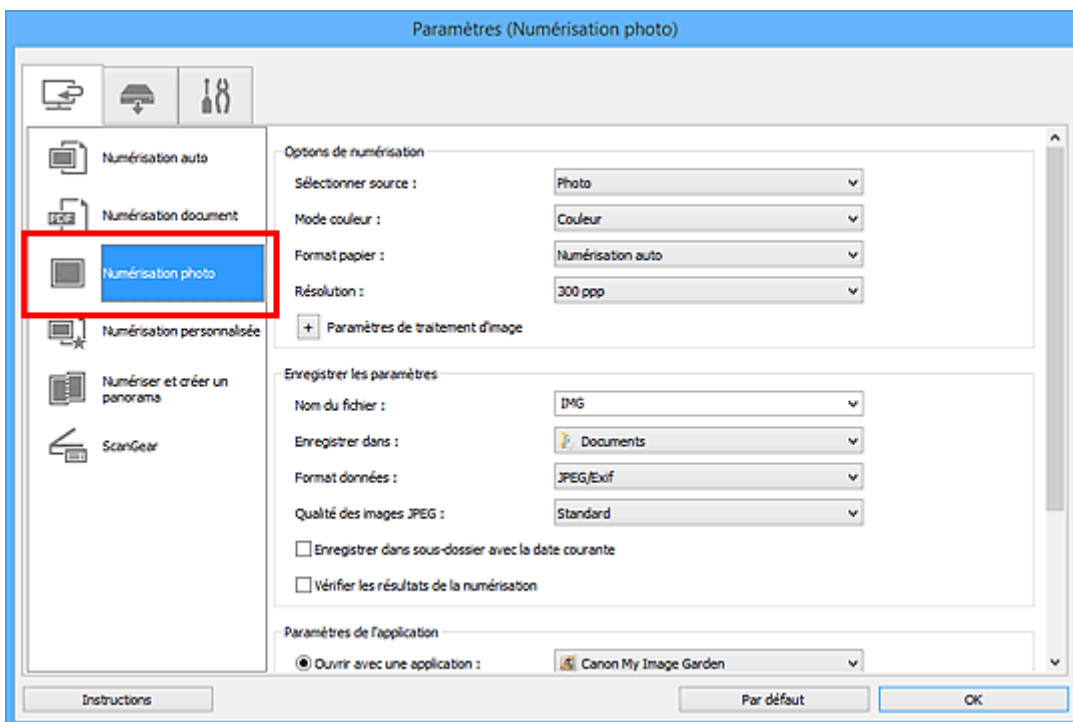 Paramètres (Numérisation photo)
Numérisation auto
PDF
Numérisation document
Numérisation photo
Numérisation personnalisée
Numériser et créer un
panorama
ScanGear
Options de numérisation
Sélectionner source : Photo
Mode couleur : Couleur
Format papier : Numérisation auto
Résolution : 300 ppp
+ Paramètres de traitement d'image
Enregistrer les paramètres
Nom du fichier : IMG
Enregistrer dans : Documents
Format données : JPEG/Exif
Qualité des images JPEG : Standard
Enregistrer dans sous-dossier avec la date courante
Vérifier les résultats de la numérisation
Paramètres de l'application
Ouvrir avec une application : Canon My Image Garden
Instructions Par défaut OK